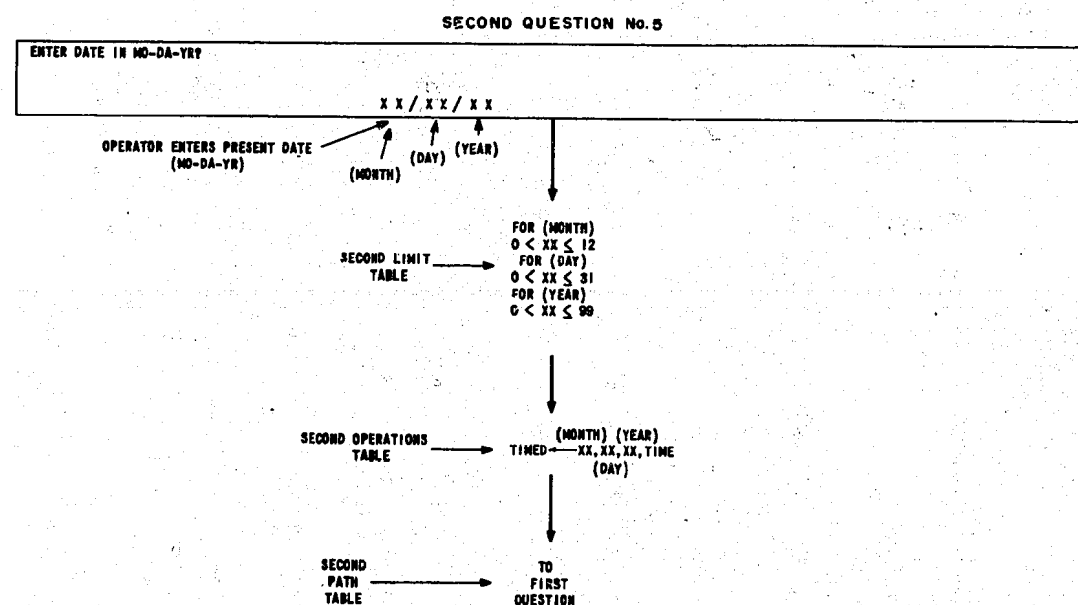 SECOND QUESTION No. 5
ENTER DATE IN MO-DA-YR?
X X / X X / X X
OPERATOR ENTERS PRESENT DATE
(MO-DA-YR)
(MONTH)
(DAY)
(YEAR)
FOR (MONTH)
0 < XX ≤ 12
FOR (DAY)
0 < XX ≤ 31
FOR (YEAR)
0 < XX ≤ 99
SECOND LIMIT
TABLE
SECOND OPERATIONS
TABLE
(MONTH) (YEAR)
TIMED ← XX, XX, XX, TIME
(DAY)
SECOND
PATH
TABLE
TO
FIRST
QUESTION